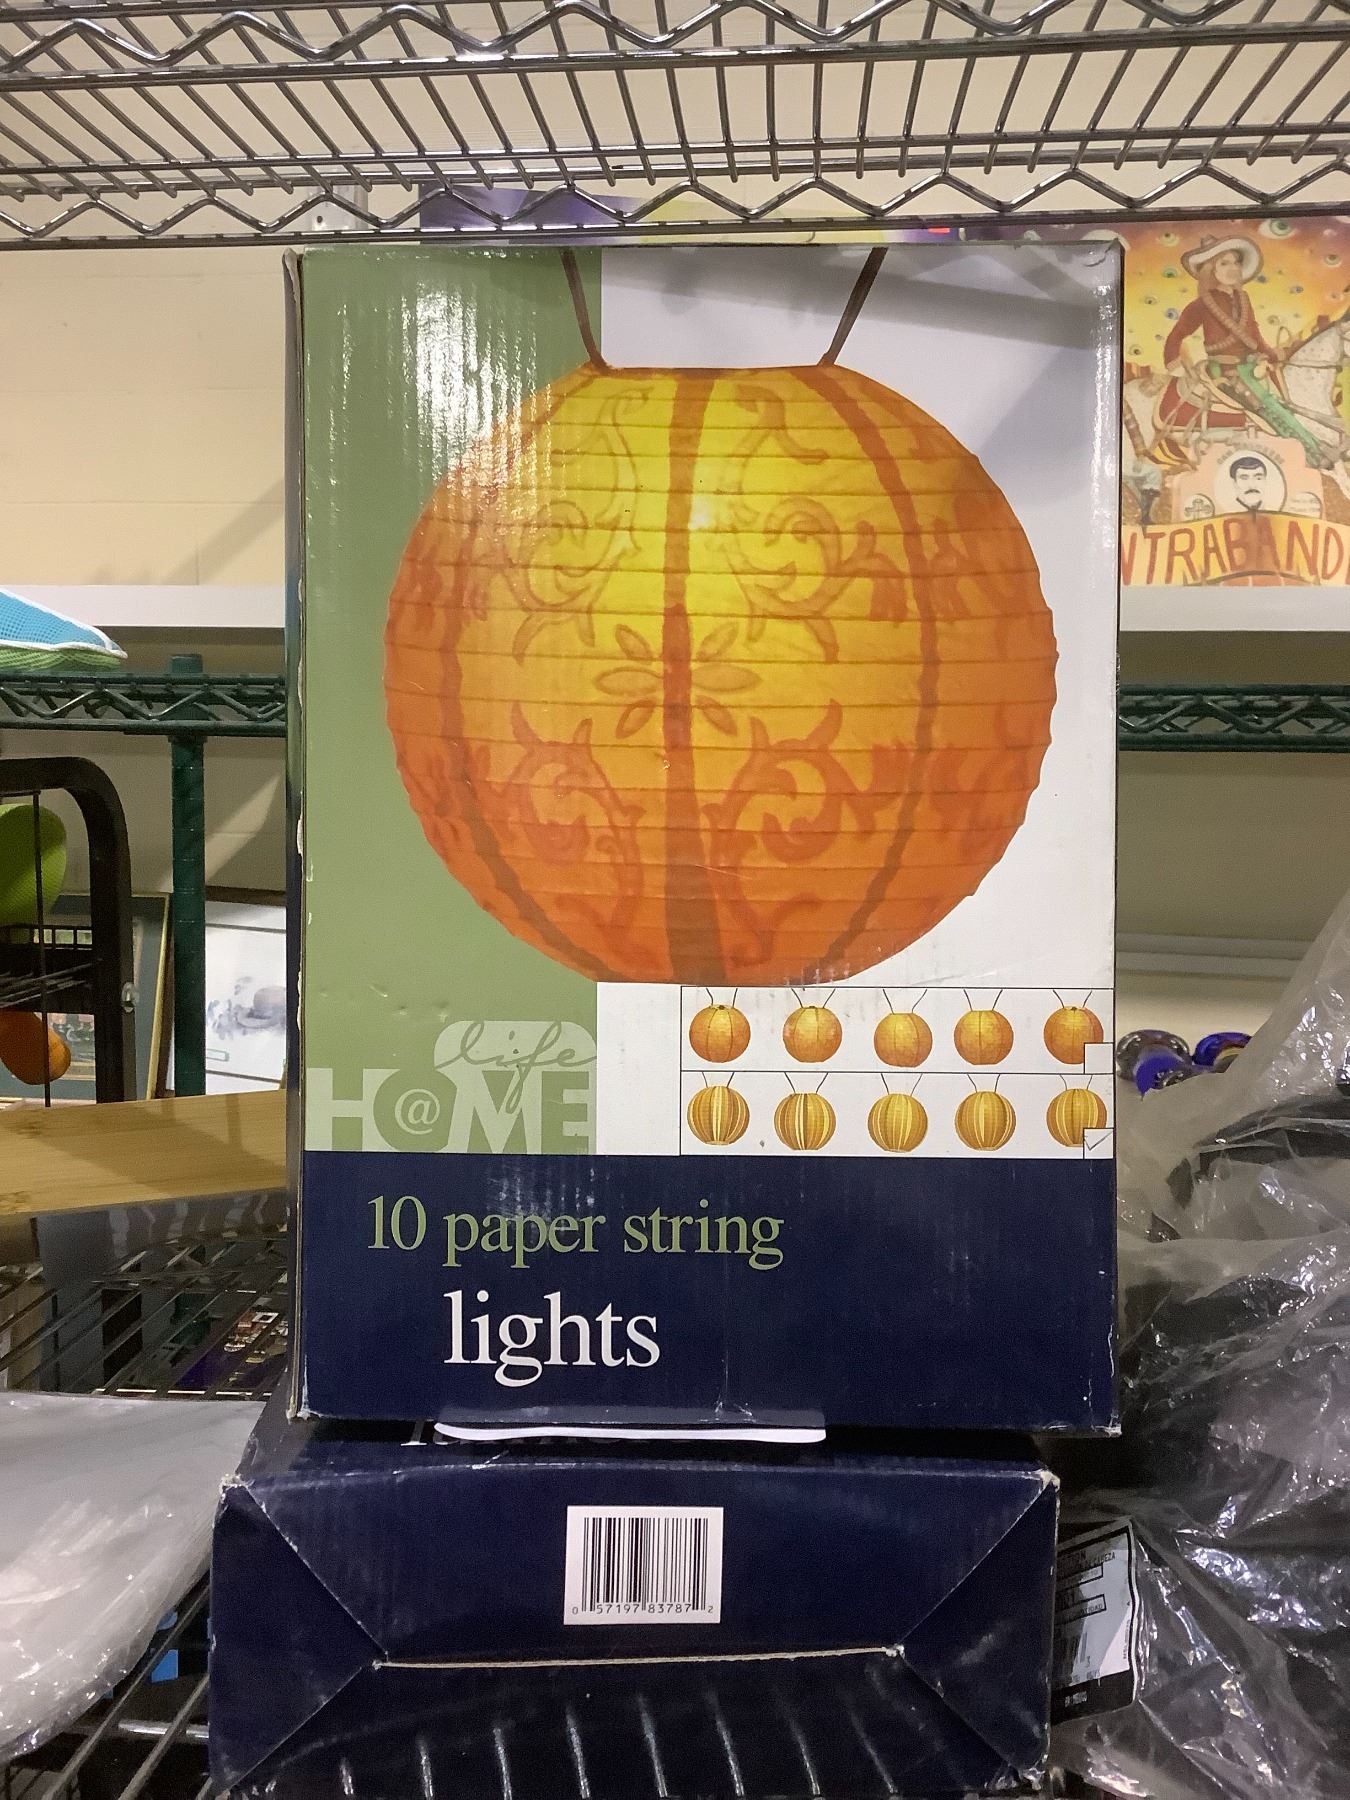 NTRABAND
life
H@ME
10 paper string
lights
0 57197 83787 2